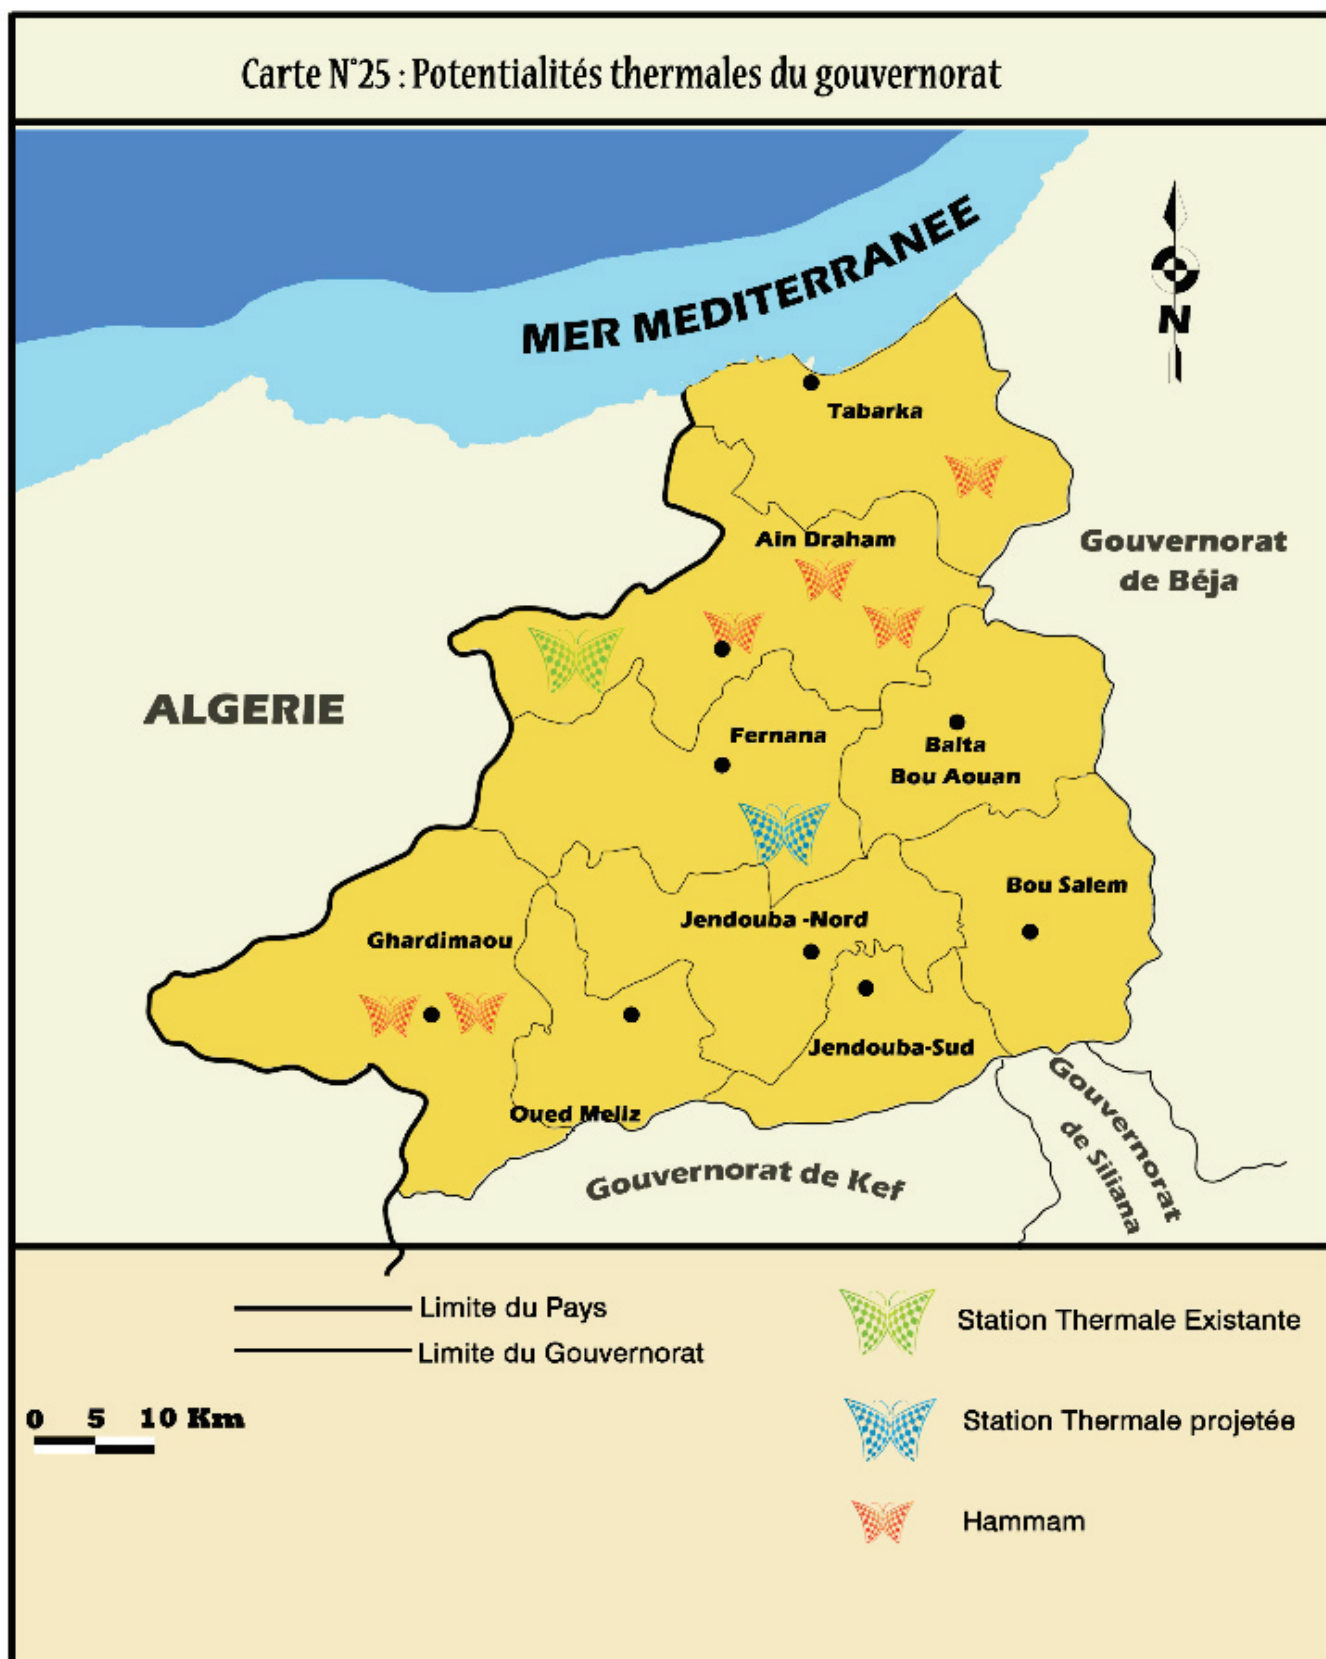 Carte N°25 : Potentialités thermales du gouvernorat
MER MEDITERRANEE
N
Tabarka
Ain Draham
Gouvernorat
de Béja
ALGERIE
Fernana
Balta
Bou Aouan
Bou Salem
Jendouba -Nord
Ghardimaou
Jendouba-Sud
Oued Meliz
Gouvernorat de Kef
Gouvernorat
de Siliana
Limite du Pays
Limite du Gouvernorat
0 5 10 Km
Station Thermale Existante
Station Thermale projetée
Hammam